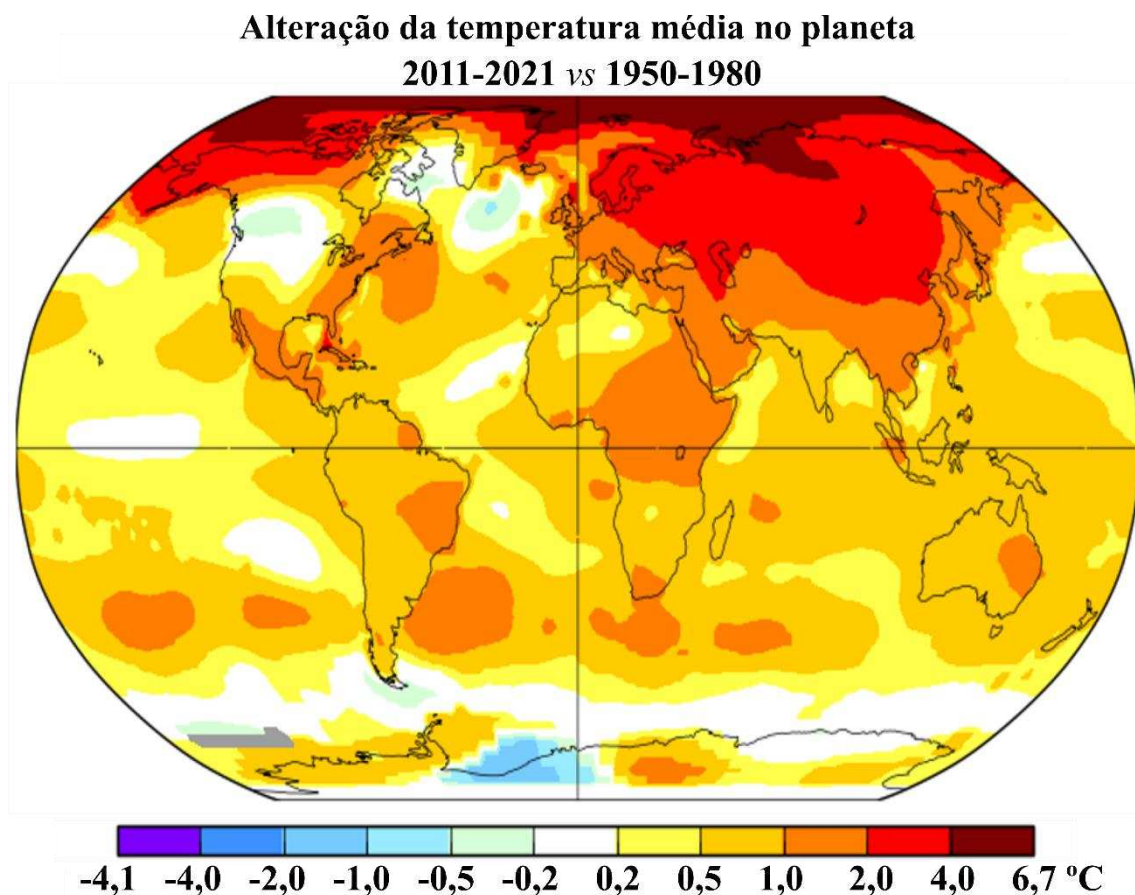 Alteração da temperatura média no planeta
2011-2021 vs 1950-1980
-4,1 -4,0 -2,0 -1,0 -0,5 -0,2 0,2 0,5 1,0 2,0 4,0 6,7 ºC